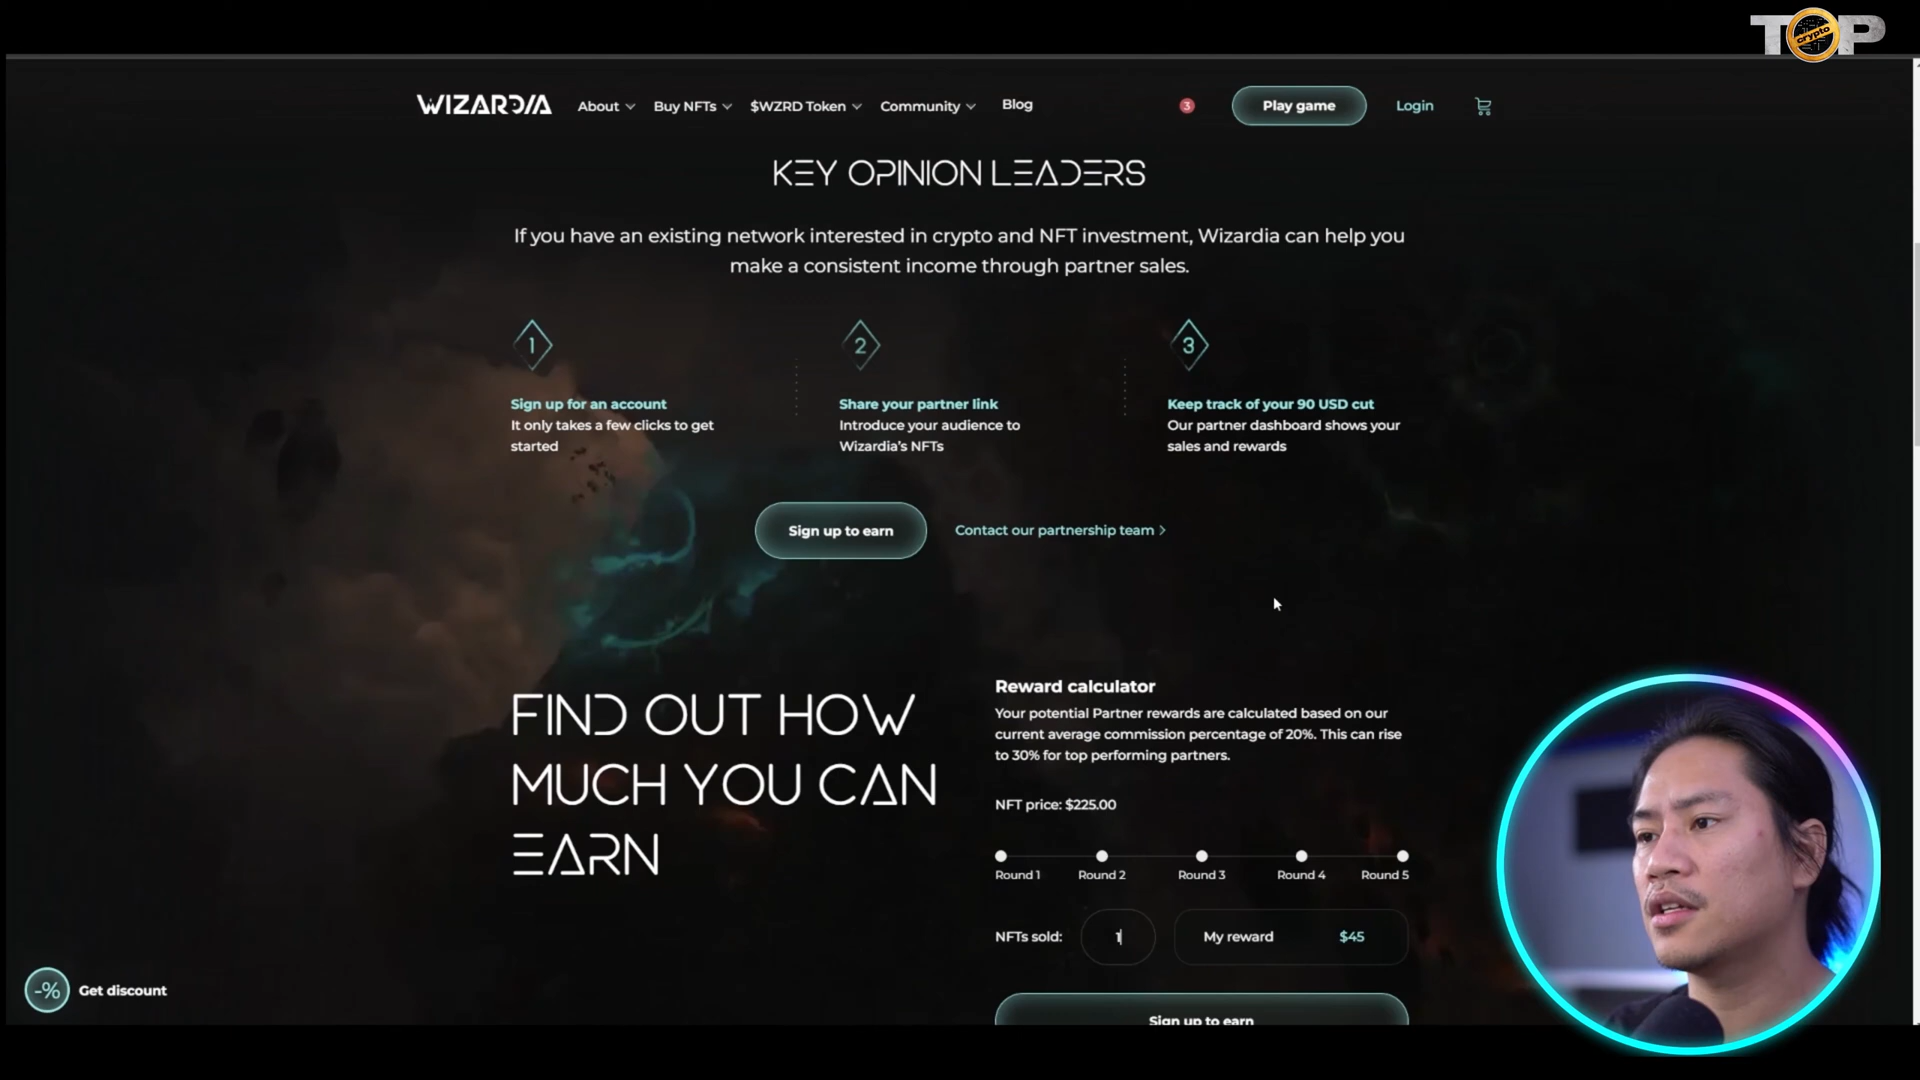 TOP
crypto
WIZARDIA
About
Buy NFTs
$WZRD Token
Community
Blog
3
Play game
Login
KEY OPINION LEADERS
If you have an existing network interested in crypto and NFT investment, Wizardia can help you
make a consistent income through partner sales.
1
2
3
Sign up for an account
It only takes a few clicks to get
started
Share your partner link
Introduce your audience to
Wizardia's NFTs
Keep track of your 90 USD cut
Our partner dashboard shows your
sales and rewards
Sign up to earn
Contact our partnership team >
FIND OUT HOW
MUCH YOU CAN
EARN
Reward calculator
Your potential Partner rewards are calculated based on our
current average commission percentage of 20%. This can rise
to 30% for top performing partners.
NFT price: $225.00
Round 1
Round 2
Round 3
Round 4
Round 5
NFTs sold:
1
My reward
$45
Sign up to earn
-%
Get discount